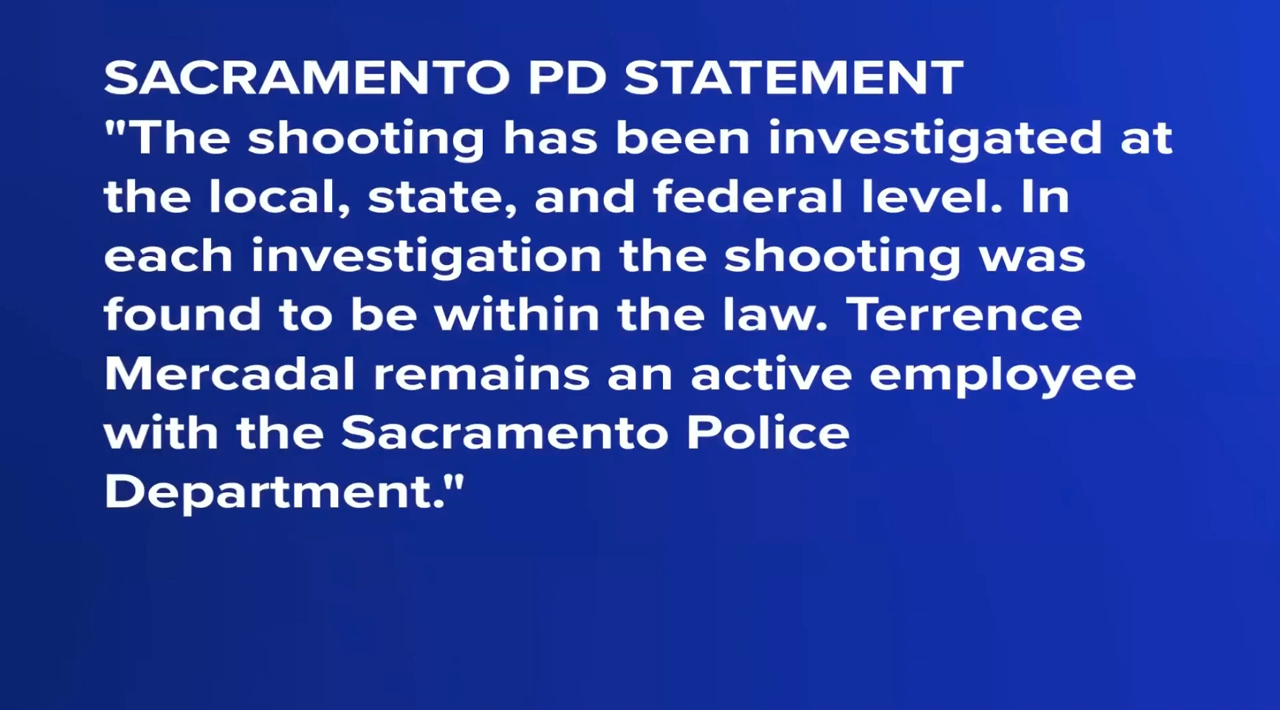 SACRAMENTO PD STATEMENT
"The shooting has been investigated at
the local, state, and federal level. In
each investigation the shooting was
found to be within the law. Terrence
Mercadal remains an active employee
with the Sacramento Police
Department."